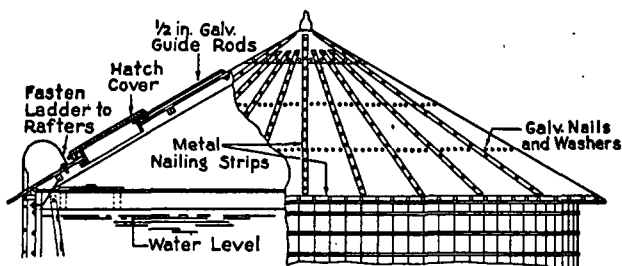 ½ in. Galv.
Guide Rods
Hatch
Cover
Fasten
Ladder to
Rafters
Metal
Nailing Strips
Galv. Nails
and Washers
Water Level